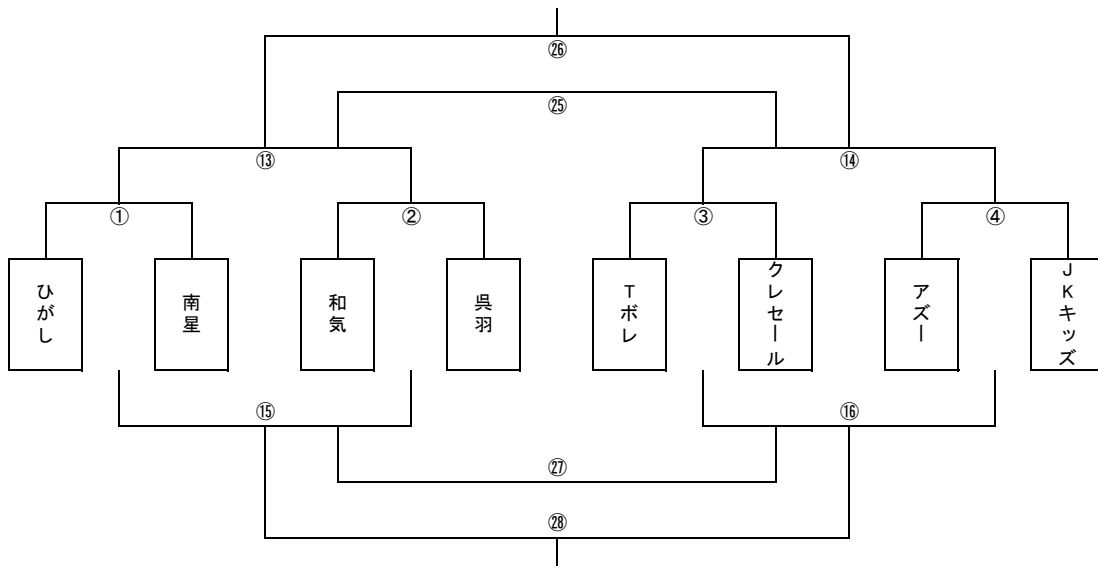 ㉖
㉕
⑬
⑭
①
②
③
④
ひがし
南星
和気
呉羽
Tボレ
クレセール
アズー
JKキッズ
⑮
⑯
㉗
㉘